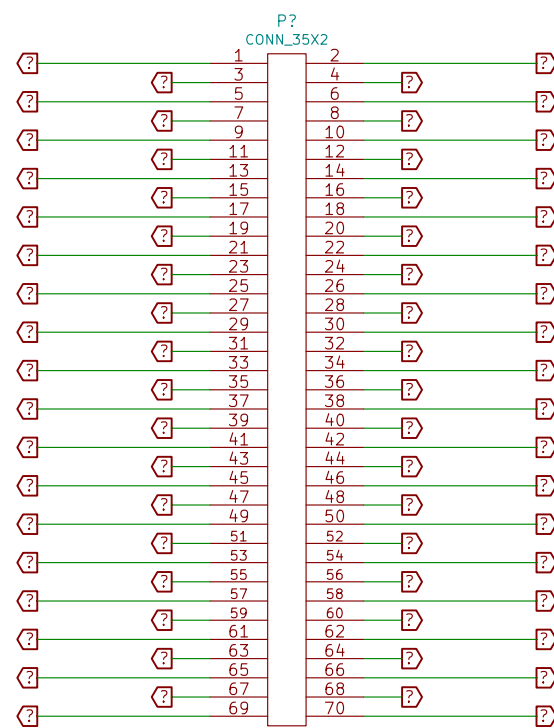 P?
CONN_35X2
? 1 2 ?
? 3 4 ?
? 5 6 ?
? 7 8 ?
? 9 10 ?
? 11 12 ?
? 13 14 ?
? 15 16 ?
? 17 18 ?
? 19 20 ?
? 21 22 ?
? 23 24 ?
? 25 26 ?
? 27 28 ?
? 29 30 ?
? 31 32 ?
? 33 34 ?
? 35 36 ?
? 37 38 ?
? 39 40 ?
? 41 42 ?
? 43 44 ?
? 45 46 ?
? 47 48 ?
? 49 50 ?
? 51 52 ?
? 53 54 ?
? 55 56 ?
? 57 58 ?
? 59 60 ?
? 61 62 ?
? 63 64 ?
? 65 66 ?
? 67 68 ?
? 69 70 ?